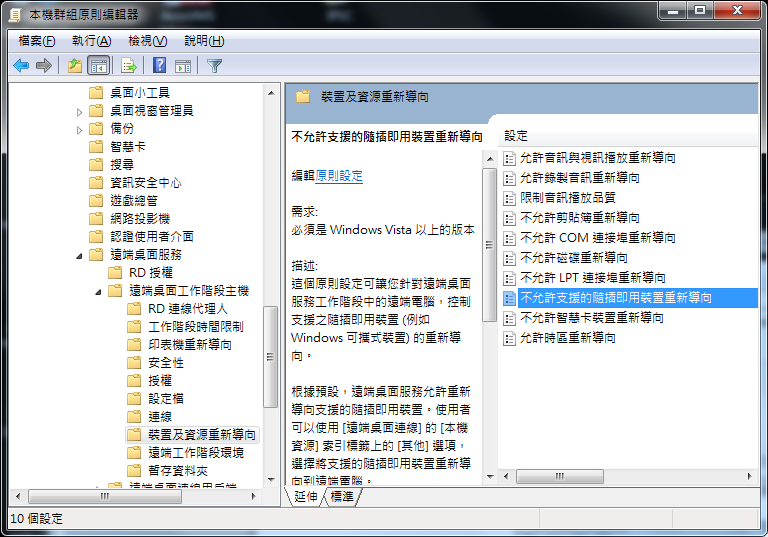 本機群組原則編輯器
檔案(F) 執行(A) 檢視(V) 說明(H)
桌面小工具
桌面視窗管理員
備份
智慧卡
搜尋
資訊安全中心
遊戲總管
網路投影機
認證使用者介面
遠端桌面服務
RD 授權
遠端桌面工作階段主機
RD 連線代理人
工作階段時間限制
印表機重新導向
安全性
授權
設定檔
連線
裝置及資源重新導向
遠端工作階段環境
暫存資料夾
遠端桌面連線用戶端
裝置及資源重新導向
不允許支援的隨插即用裝置重新導向
編輯原則設定
需求:
必須是 Windows Vista 以上的版本
描述:
這個原則設定可讓您針對遠端桌面
服務工作階段中的遠端電腦，控制
支援之隨插即用裝置 (例如
Windows 可攜式裝置) 的重新導
向。
根據預設，遠端桌面服務允許重新
導向支援的隨插即用裝置。使用者
可以使用 [遠端桌面連線] 的 [本機
資源] 索引標籤上的 [其他] 選項，
選擇將支援的隨插即用裝置重新導
向到遠端電腦。
設定
允許音訊與視訊播放重新導向
允許錄製音訊重新導向
限制音訊播放品質
不允許剪貼簿重新導向
不允許 COM 連接埠重新導向
不允許磁碟重新導向
不允許 LPT 連接埠重新導向
不允許支援的隨插即用裝置重新導向
不允許智慧卡裝置重新導向
允許時區重新導向
延伸 標準
10 個設定